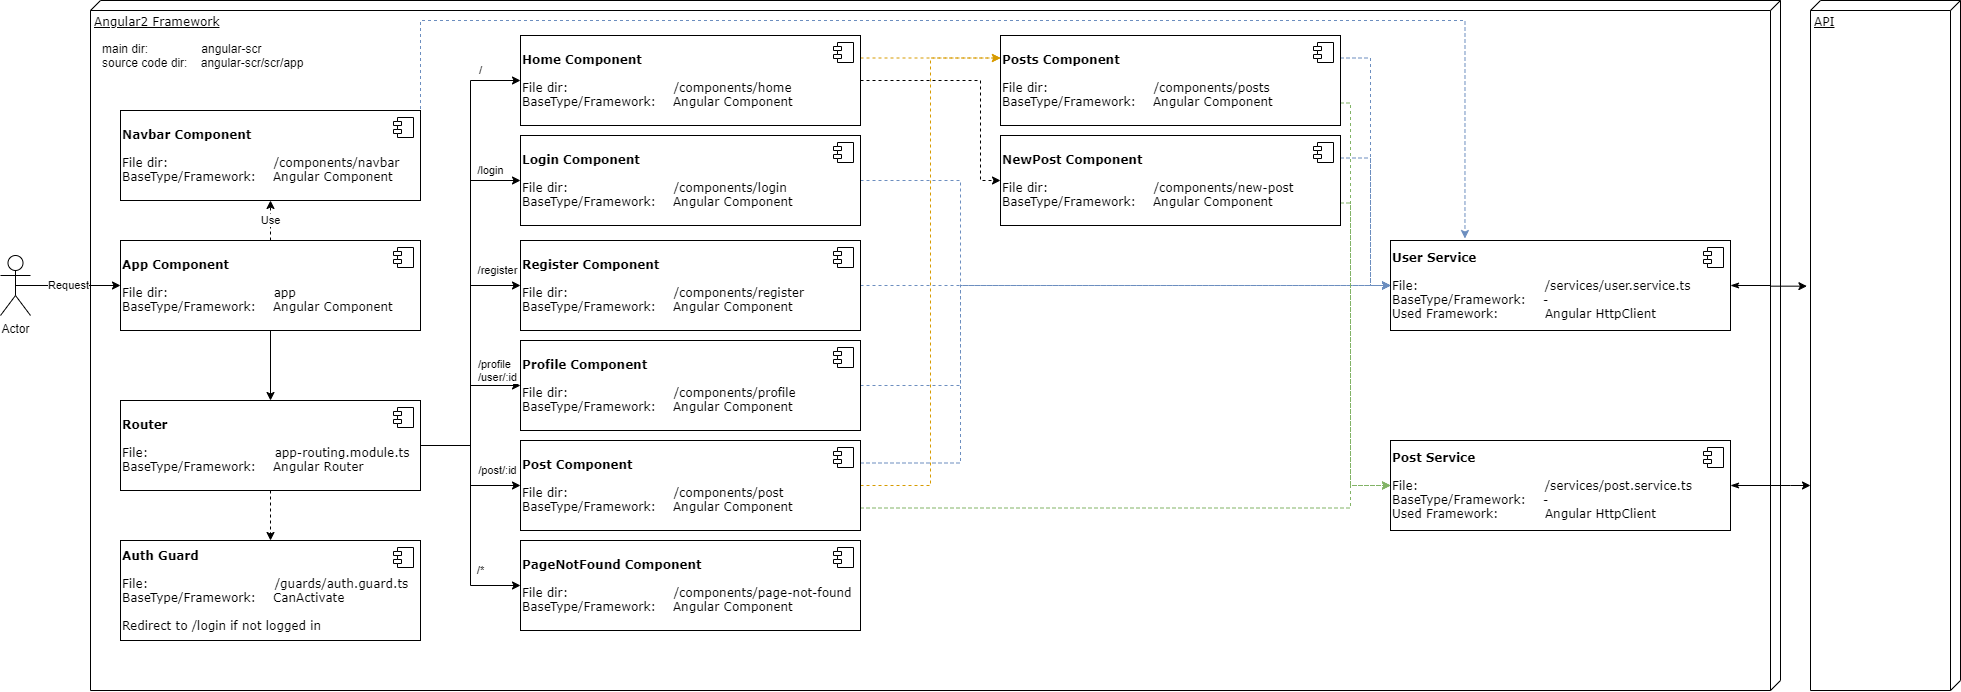 Angular2 Framework
main dir: angular-scr
source code dir: angular-scr/scr/app
API
Actor
Request
Navbar Component
File dir: /components/navbar
BaseType/Framework: Angular Component
Use
App Component
File dir: app
BaseType/Framework: Angular Component
Router
File: app-routing.module.ts
BaseType/Framework: Angular Router
Auth Guard
File: /guards/auth.guard.ts
BaseType/Framework: CanActivate
Redirect to /login if not logged in
/
Home Component
File dir: /components/home
BaseType/Framework: Angular Component
/login
Login Component
File dir: /components/login
BaseType/Framework: Angular Component
/register
Register Component
File dir: /components/register
BaseType/Framework: Angular Component
/profile
/user/:id
Profile Component
File dir: /components/profile
BaseType/Framework: Angular Component
/post/:id
Post Component
File dir: /components/post
BaseType/Framework: Angular Component
/*
PageNotFound Component
File dir: /components/page-not-found
BaseType/Framework: Angular Component
Posts Component
File dir: /components/posts
BaseType/Framework: Angular Component
NewPost Component
File dir: /components/new-post
BaseType/Framework: Angular Component
User Service
File: /services/user.service.ts
BaseType/Framework: -
Used Framework: Angular HttpClient
Post Service
File: /services/post.service.ts
BaseType/Framework: -
Used Framework: Angular HttpClient